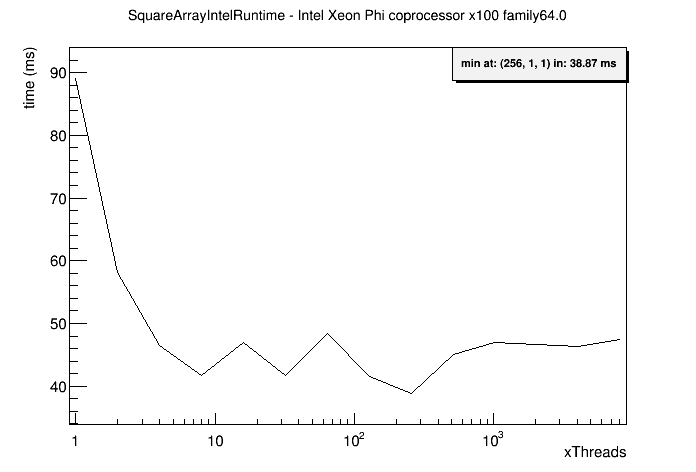 SquareArrayIntelRuntime - Intel Xeon Phi coprocessor x100 family64.0
time (ms)
min at: (256, 1, 1) in: 38.87 ms
90
80
70
60
50
40
1 10 10² 10³
xThreads